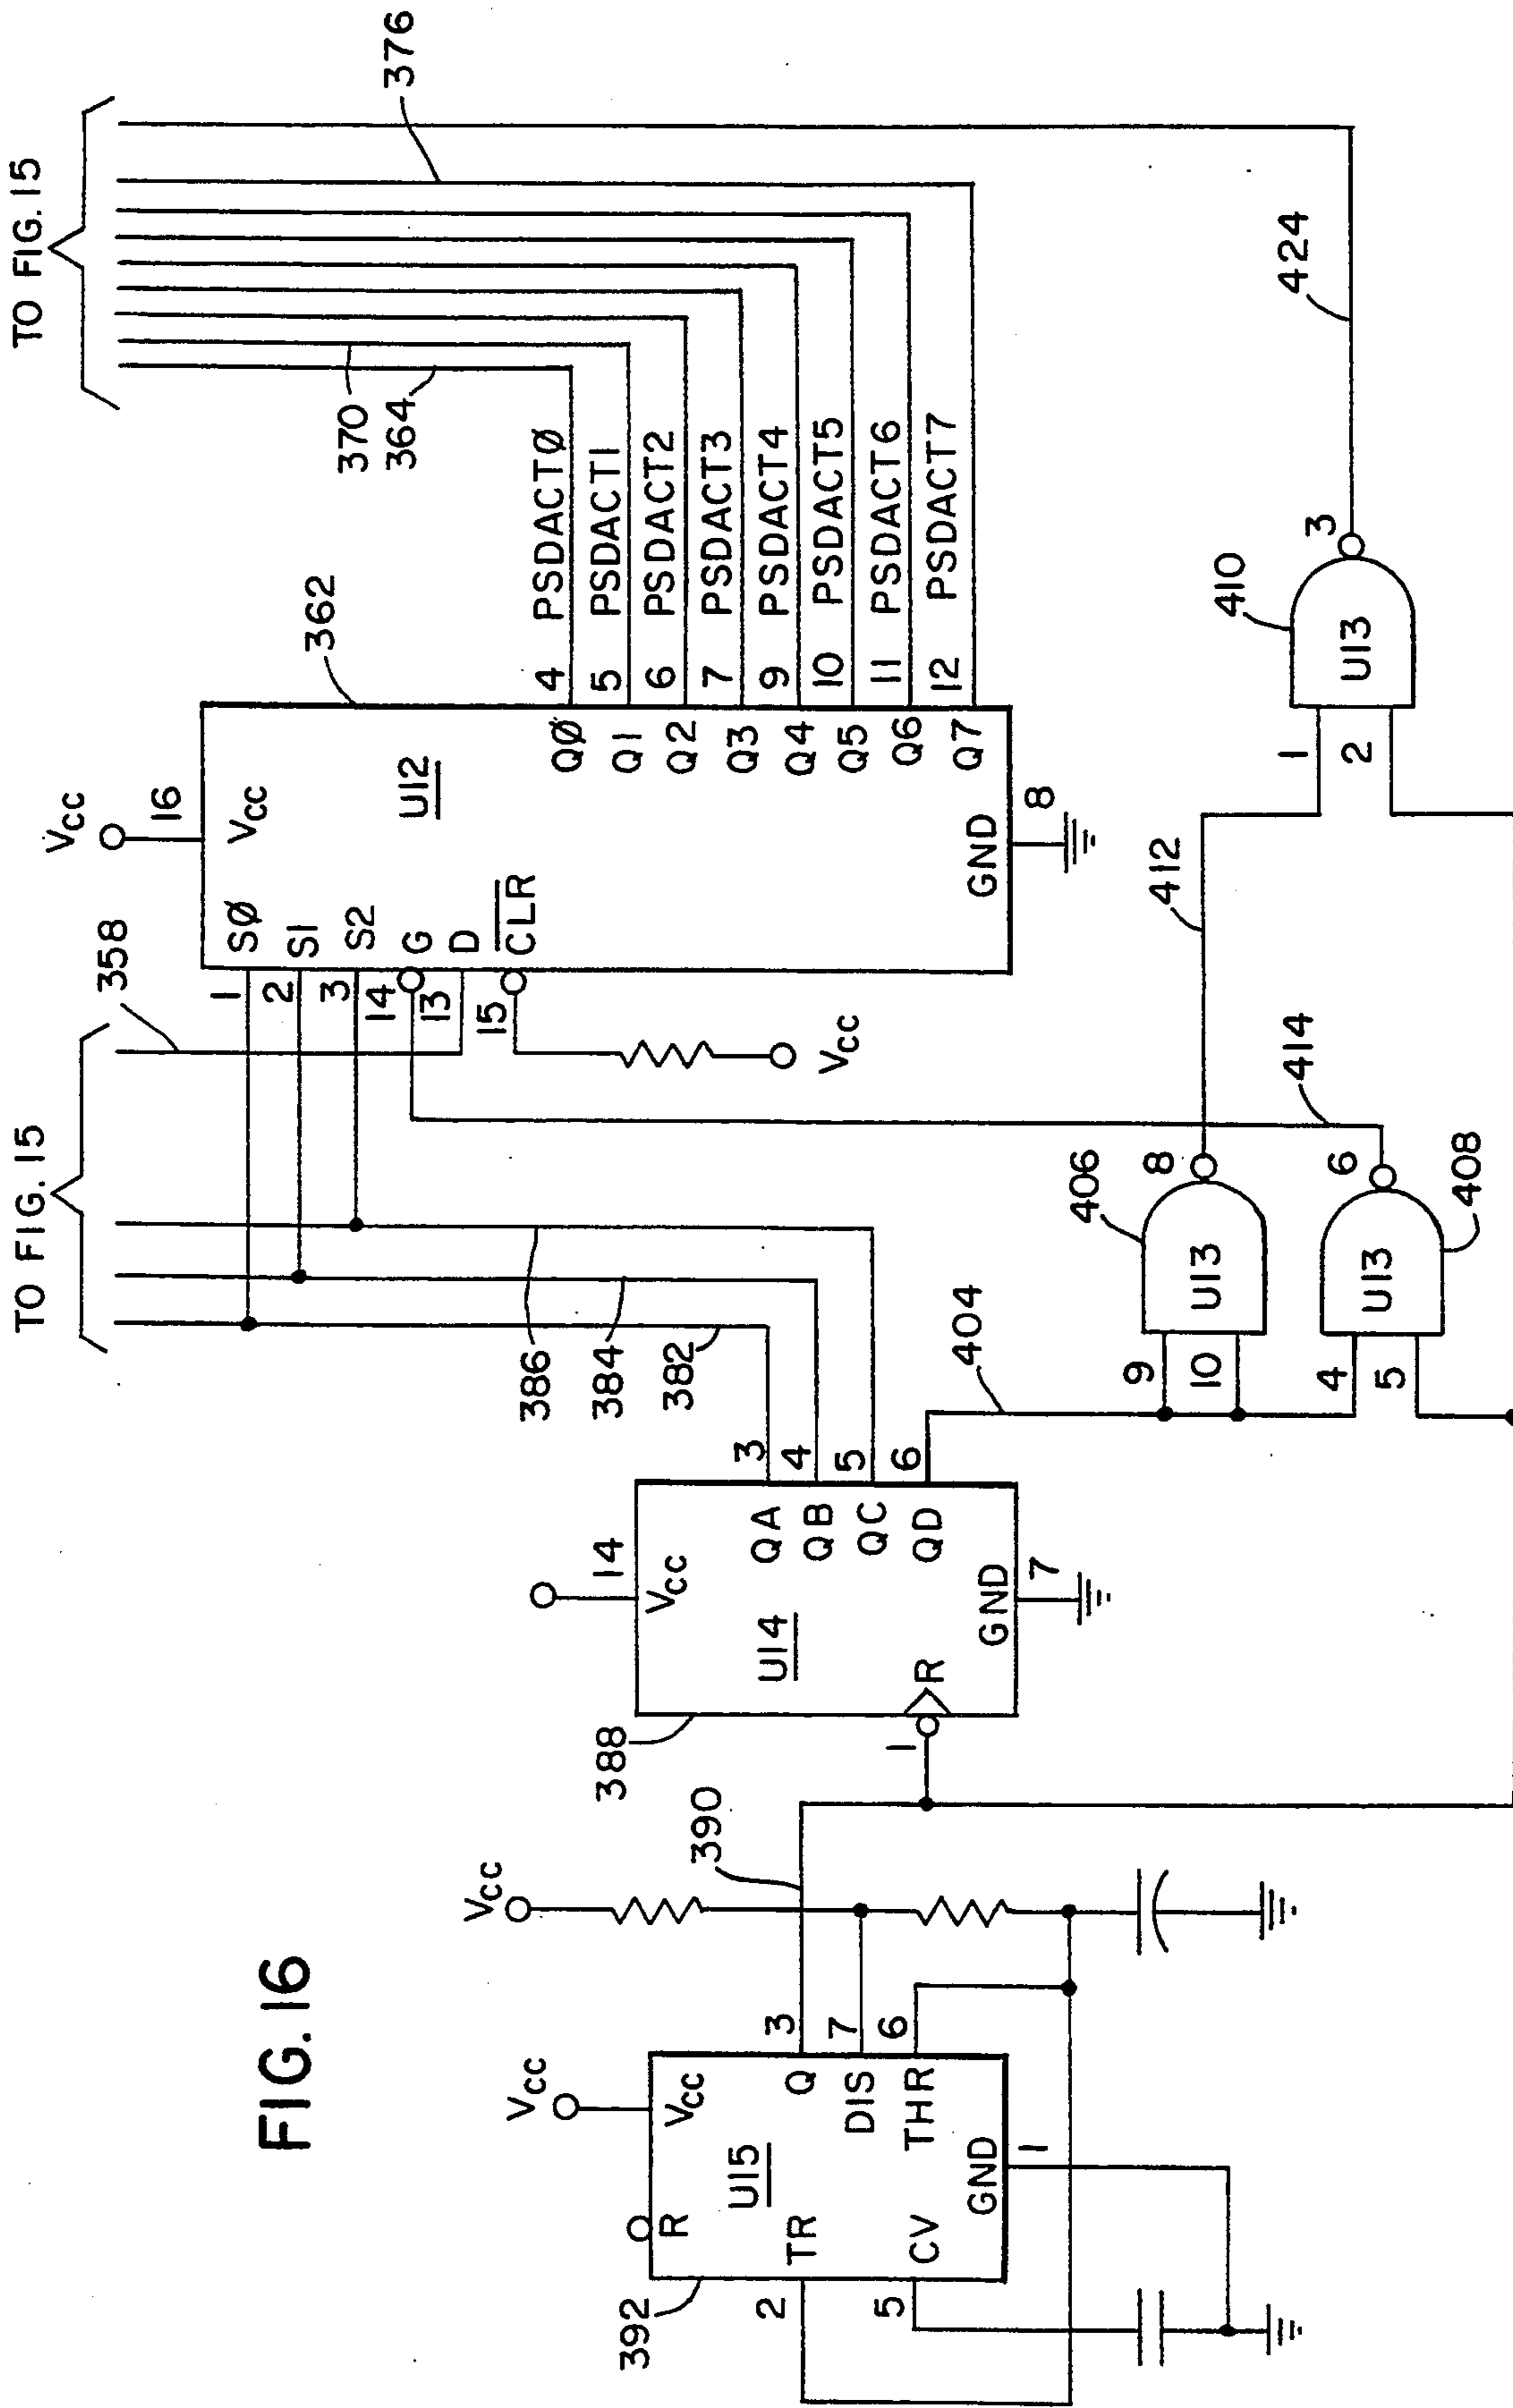 FIG. 16
TO FIG. 15
TO FIG. 15
358
370
364
376
Vcc
16
Vcc
U12
362
1 SØ
2 S1
3 S2
14 G
13 D
15 CLR
QØ 4 PSDACTØ
Q1 5 PSDACT1
Q2 6 PSDACT2
Q3 7 PSDACT3
Q4 9 PSDACT4
Q5 10 PSDACT5
Q6 11 PSDACT6
Q7 12 PSDACT7
GND
8
Vcc
386
384
382
14
Vcc
U14
388
QA 3
QB 4
QC 5
QD 6
1
R
GND
7
404
390
Vcc
Vcc
Vcc
R
U15
392
Q 3
DIS 7
THR 6
2 TR
5 CV
GND
1
406
9
10
U13
8
412
408
4
5
U13
6
414
410
1
2
U13
3
424